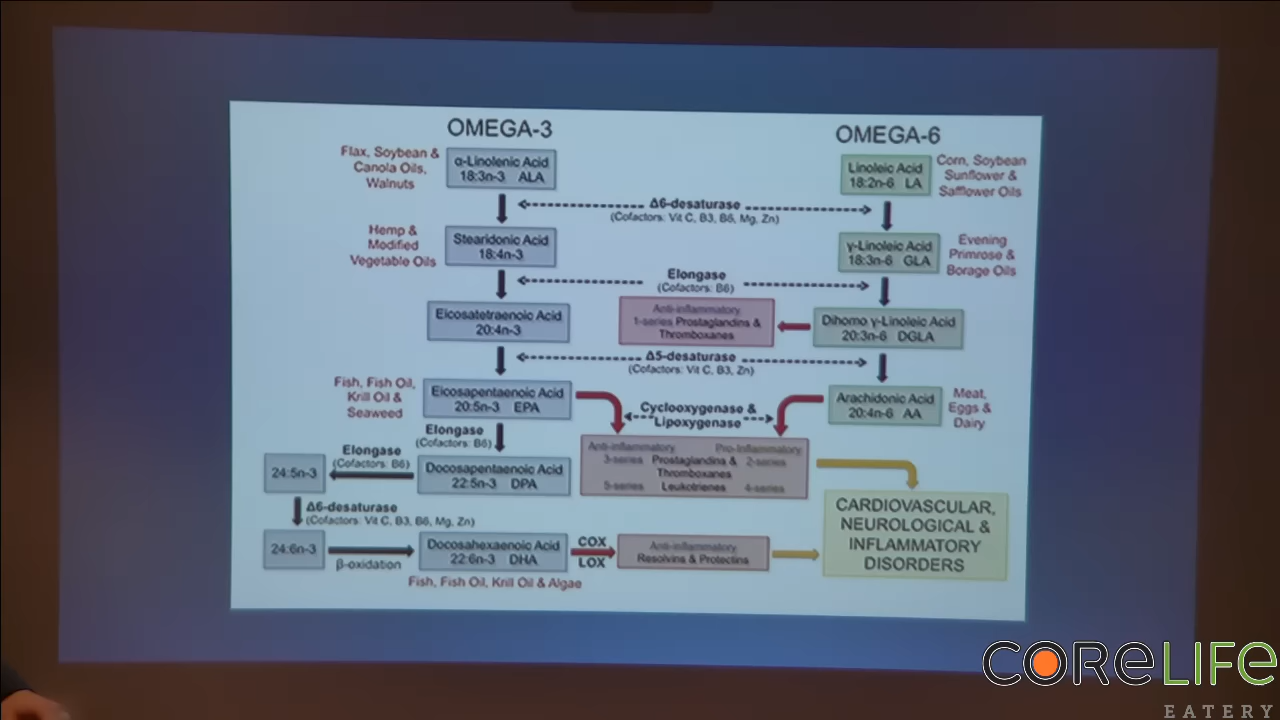 OMEGA-3
OMEGA-6
Flax, Soybean &
Canola Oils,
Walnuts
α-Linolenic Acid
18:3n-3 ALA
Linoleic Acid
18:2n-6 LA
Corn, Soybean
Sunflower &
Safflower Oils
Δ6-desaturase
(Cofactors: Vit C, B3, B6, Mg, Zn)
Hemp &
Modified
Vegetable Oils
Stearidonic Acid
18:4n-3
γ-Linoleic Acid
18:3n-6 GLA
Evening
Primrose &
Borage Oils
Elongase
(Cofactors: B6)
Eicosatetraenoic Acid
20:4n-3
Anti-inflammatory
1-series Prostaglandins &
Thromboxanes
Dihomo γ-Linoleic Acid
20:3n-6 DGLA
Δ5-desaturase
(Cofactors: Vit C, B3, Zn)
Fish, Fish Oil,
Krill Oil &
Seaweed
Eicosapentaenoic Acid
20:5n-3 EPA
Cyclooxygenase &
Lipoxygenase
Arachidonic Acid
20:4n-6 AA
Meat,
Eggs &
Dairy
Elongase
(Cofactors: B6)
Elongase
(Cofactors: B6)
Anti-inflammatory Pro-Inflammatory
3-series Prostaglandins & 2-series
Thromboxanes
5-series Leukotrienes 4-series
24:5n-3
Docosapentaenoic Acid
22:5n-3 DPA
Δ6-desaturase
(Cofactors: Vit C, B3, B6, Mg, Zn)
CARDIOVASCULAR,
NEUROLOGICAL &
INFLAMMATORY
DISORDERS
24:6n-3
β-oxidation
Docosahexaenoic Acid
22:6n-3 DHA
COX
LOX
Anti-inflammatory
Resolvins & Protectins
Fish, Fish Oil, Krill Oil & Algae
CORELIFE
EATERY